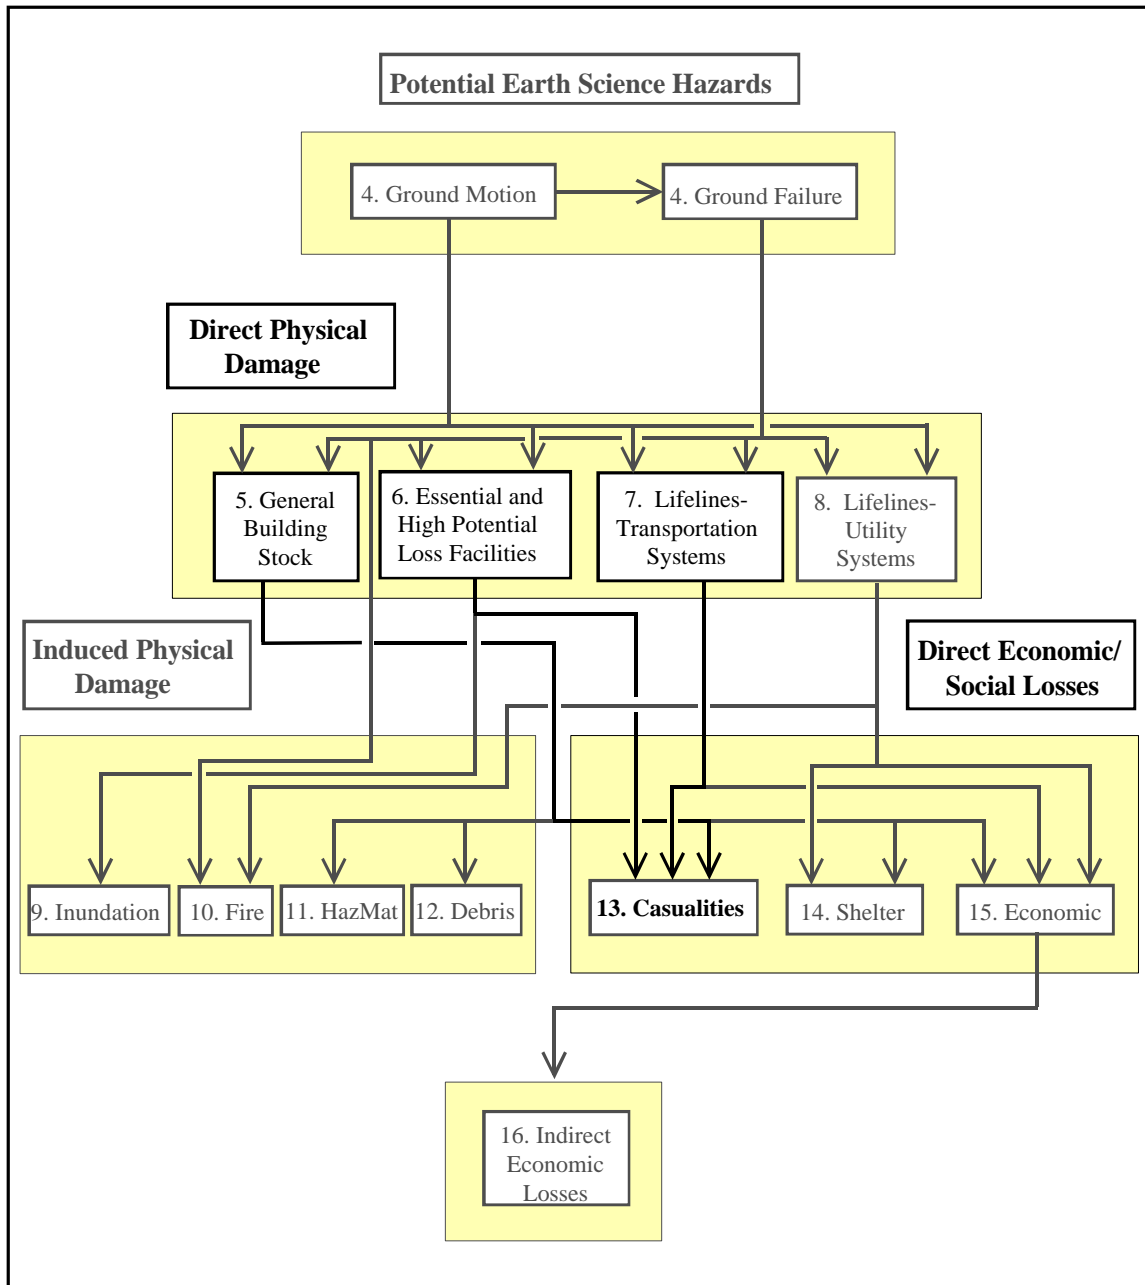 Potential Earth Science Hazards
4. Ground Motion
4. Ground Failure
Direct Physical
Damage
5. General
Building
Stock
6. Essential and
High Potential
Loss Facilities
7. Lifelines-
Transportation
Systems
8. Lifelines-
Utility
Systems
Induced Physical
Damage
Direct Economic/
Social Losses
9. Inundation
10. Fire
11. HazMat
12. Debris
13. Casualities
14. Shelter
15. Economic
16. Indirect
Economic
Losses